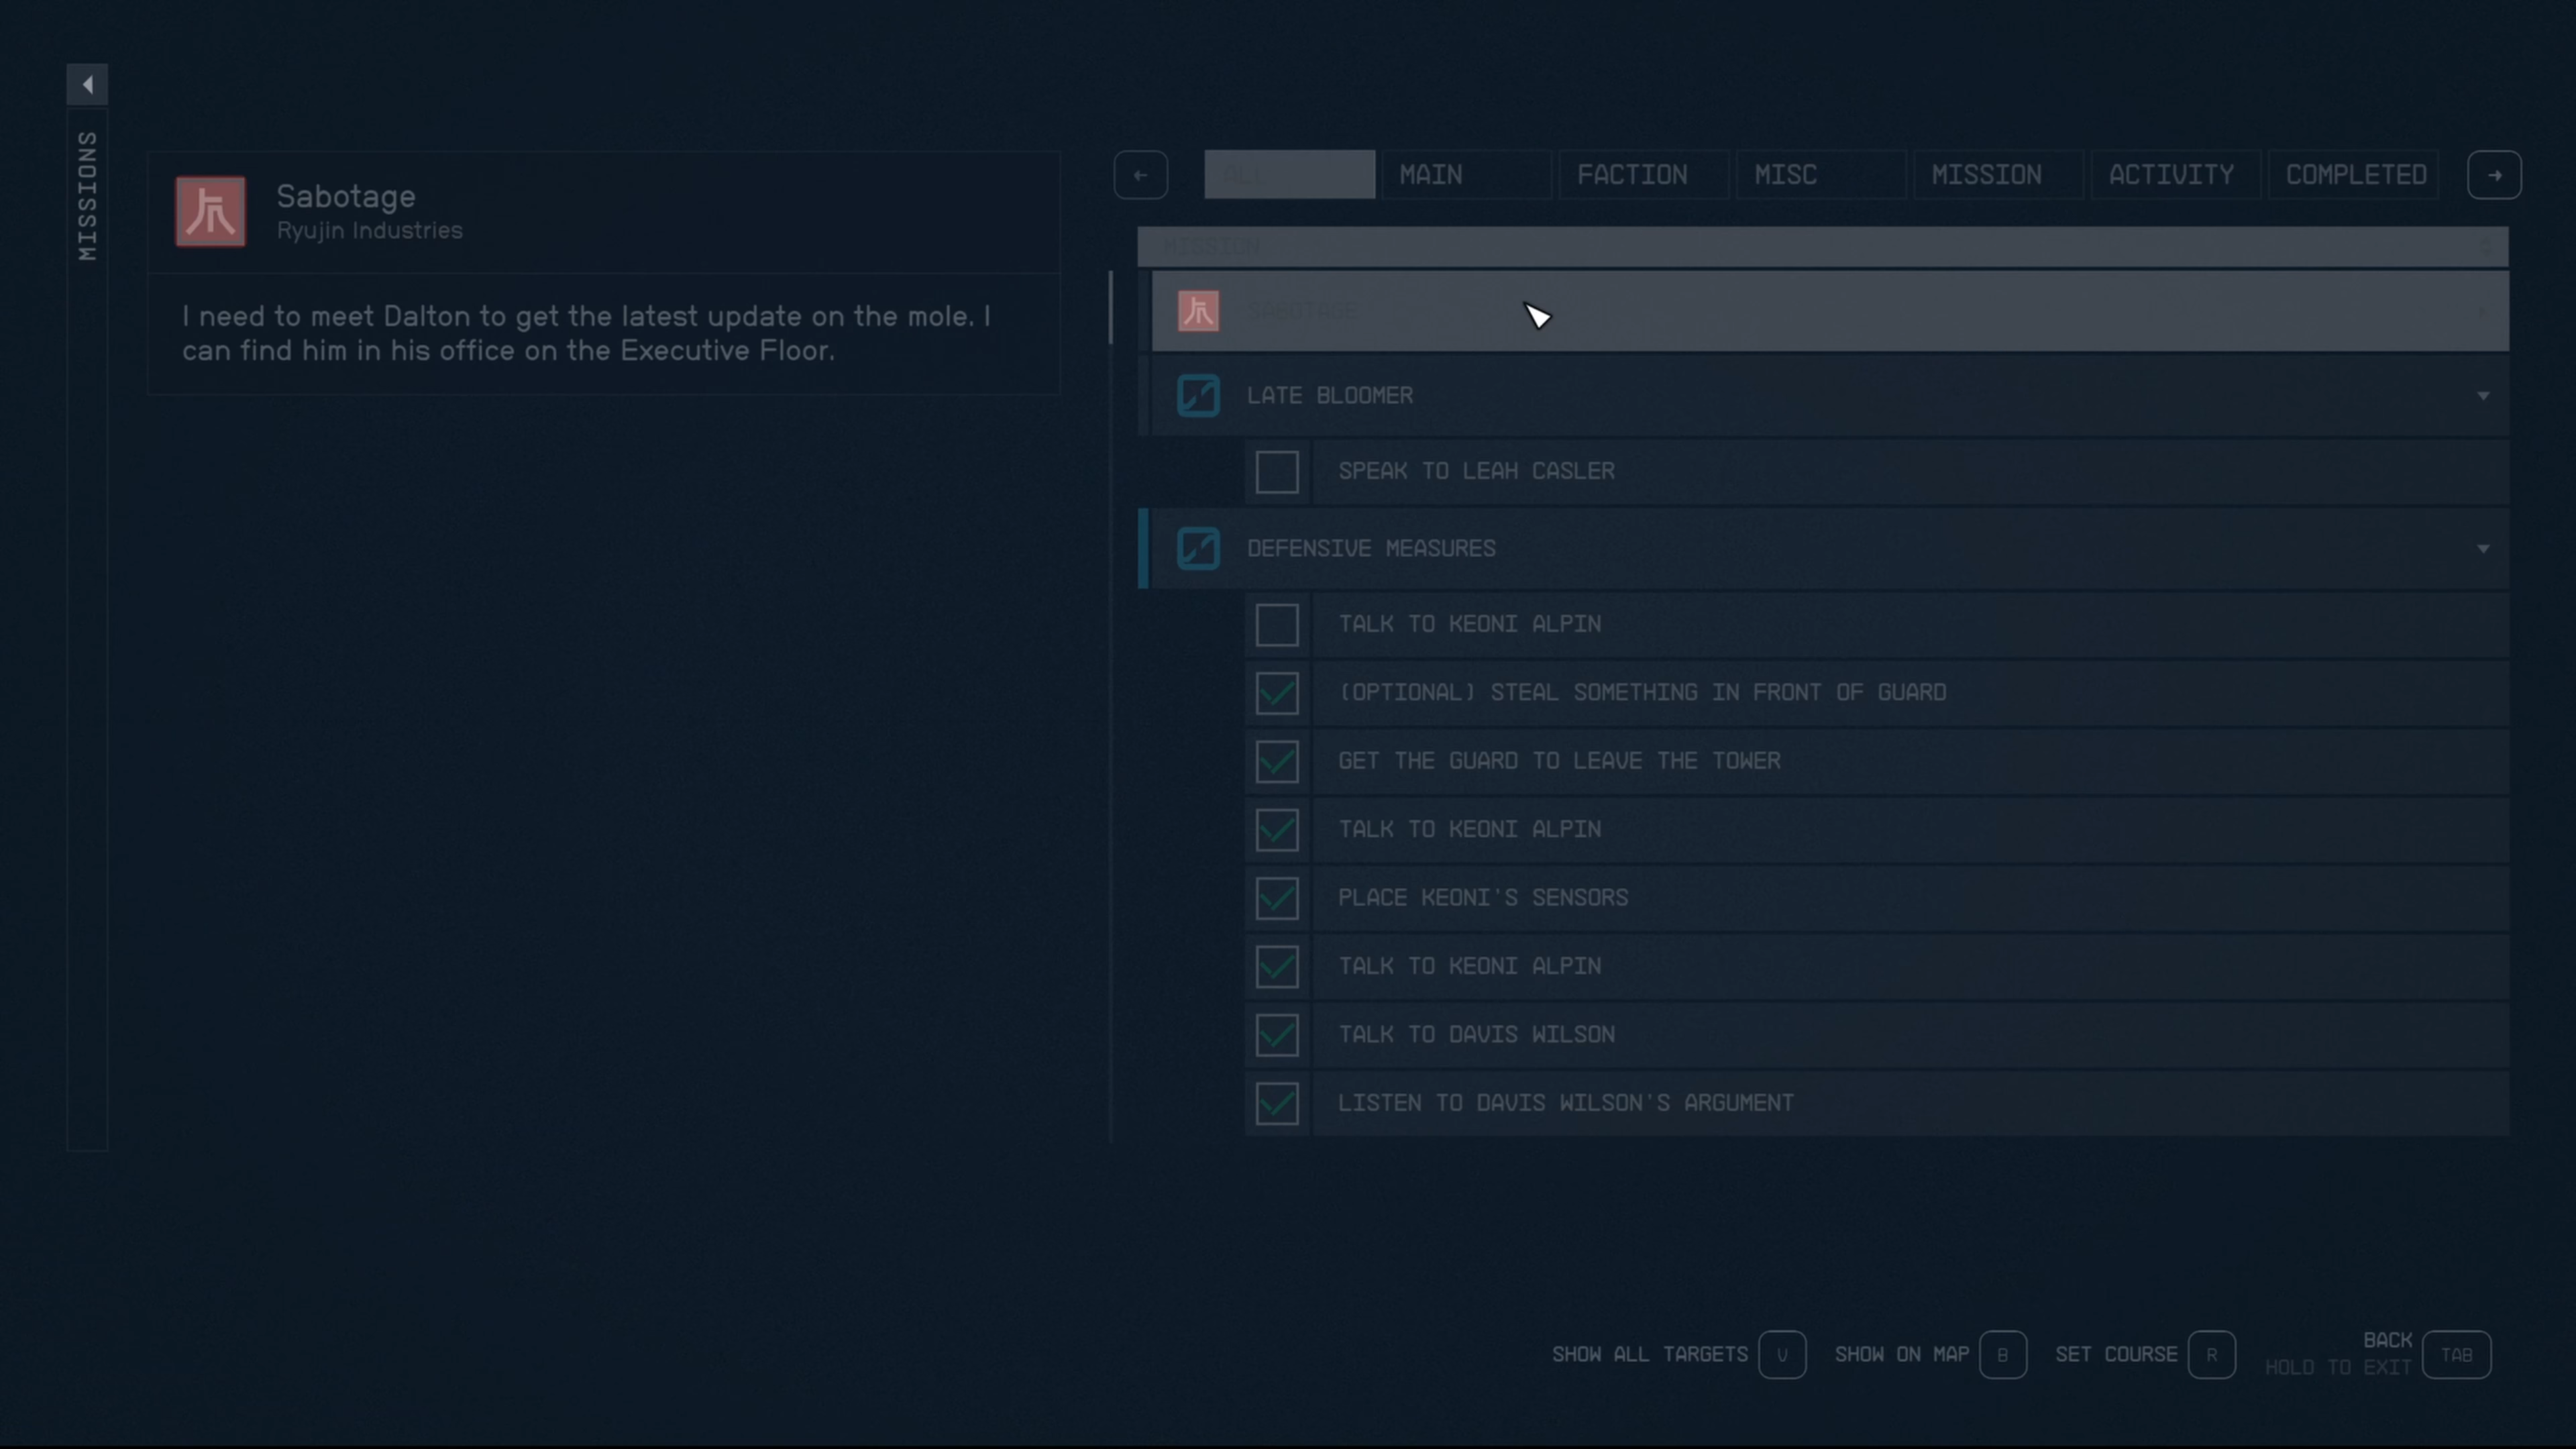 MISSIONS
Sabotage
Ryujin Industries
I need to meet Dalton to get the latest update on the mole. I
can find him in his office on the Executive Floor.
ALL
MAIN
FACTION
MISC
MISSION
ACTIVITY
COMPLETED
MISSION
SABOTAGE
LATE BLOOMER
SPEAK TO LEAH CASLER
DEFENSIVE MEASURES
TALK TO KEONI ALPIN
(OPTIONAL) STEAL SOMETHING IN FRONT OF GUARD
GET THE GUARD TO LEAVE THE TOWER
TALK TO KEONI ALPIN
PLACE KEONI'S SENSORS
TALK TO KEONI ALPIN
TALK TO DAVIS WILSON
LISTEN TO DAVIS WILSON'S ARGUMENT
SHOW ALL TARGETS V
SHOW ON MAP B
SET COURSE R
BACK
HOLD TO EXIT
TAB